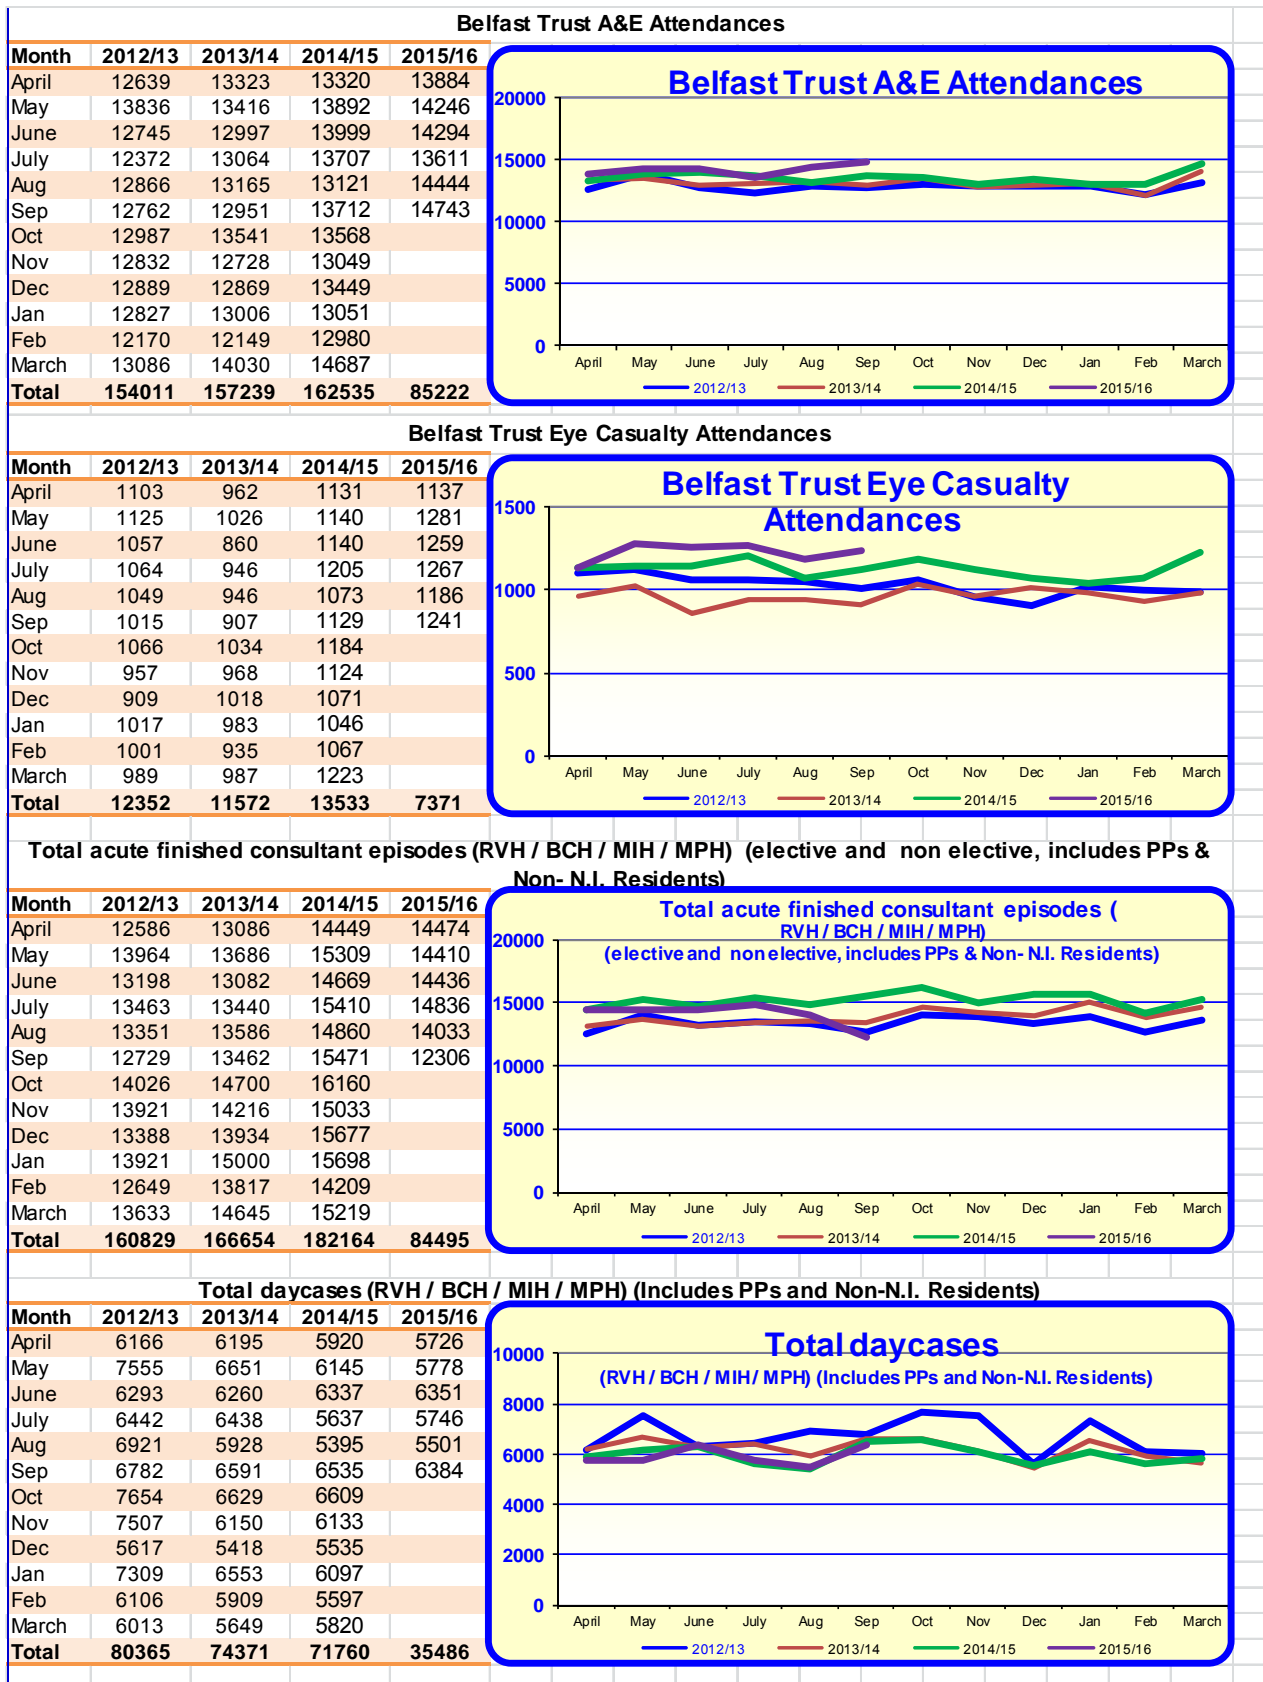 Belfast Trust A&E Attendances
Month 2012/13 2013/14 2014/15 2015/16
April 12639 13323 13320 13884
May 13836 13416 13892 14246
June 12745 12997 13999 14294
July 12372 13064 13707 13611
Aug 12866 13165 13121 14444
Sep 12762 12951 13712 14743
Oct 12987 13541 13568
Nov 12832 12728 13049
Dec 12889 12869 13449
Jan 12827 13006 13051
Feb 12170 12149 12980
March 13086 14030 14687
Total 154011 157239 162535 85222
Belfast Trust A&E Attendances
20000
15000
10000
5000
0
April May June July Aug Sep Oct Nov Dec Jan Feb March
2012/13 2013/14 2014/15 2015/16
Belfast Trust Eye Casualty Attendances
Month 2012/13 2013/14 2014/15 2015/16
April 1103 962 1131 1137
May 1125 1026 1140 1281
June 1057 860 1140 1259
July 1064 946 1205 1267
Aug 1049 946 1073 1186
Sep 1015 907 1129 1241
Oct 1066 1034 1184
Nov 957 968 1124
Dec 909 1018 1071
Jan 1017 983 1046
Feb 1001 935 1067
March 989 987 1223
Total 12352 11572 13533 7371
Belfast Trust Eye Casualty
Attendances
1500
1000
500
0
April May June July Aug Sep Oct Nov Dec Jan Feb March
2012/13 2013/14 2014/15 2015/16
Total acute finished consultant episodes (RVH / BCH / MIH / MPH) (elective and non elective, includes PPs &
Non- N.I. Residents)
Month 2012/13 2013/14 2014/15 2015/16
April 12586 13086 14449 14474
May 13964 13686 15309 14410
June 13198 13082 14669 14436
July 13463 13440 15410 14836
Aug 13351 13586 14860 14033
Sep 12729 13462 15471 12306
Oct 14026 14700 16160
Nov 13921 14216 15033
Dec 13388 13934 15677
Jan 13921 15000 15698
Feb 12649 13817 14209
March 13633 14645 15219
Total 160829 166654 182164 84495
Total acute finished consultant episodes (
RVH / BCH / MIH / MPH)
(elective and non elective, includes PPs & Non- N.I. Residents)
20000
15000
10000
5000
0
April May June July Aug Sep Oct Nov Dec Jan Feb March
2012/13 2013/14 2014/15 2015/16
Total daycases (RVH / BCH / MIH / MPH) (Includes PPs and Non-N.I. Residents)
Month 2012/13 2013/14 2014/15 2015/16
April 6166 6195 5920 5726
May 7555 6651 6145 5778
June 6293 6260 6337 6351
July 6442 6438 5637 5746
Aug 6921 5928 5395 5501
Sep 6782 6591 6535 6384
Oct 7654 6629 6609
Nov 7507 6150 6133
Dec 5617 5418 5535
Jan 7309 6553 6097
Feb 6106 5909 5597
March 6013 5649 5820
Total 80365 74371 71760 35486
Total daycases
(RVH / BCH / MIH / MPH) (Includes PPs and Non-N.I. Residents)
10000
8000
6000
4000
2000
0
April May June July Aug Sep Oct Nov Dec Jan Feb March
2012/13 2013/14 2014/15 2015/16